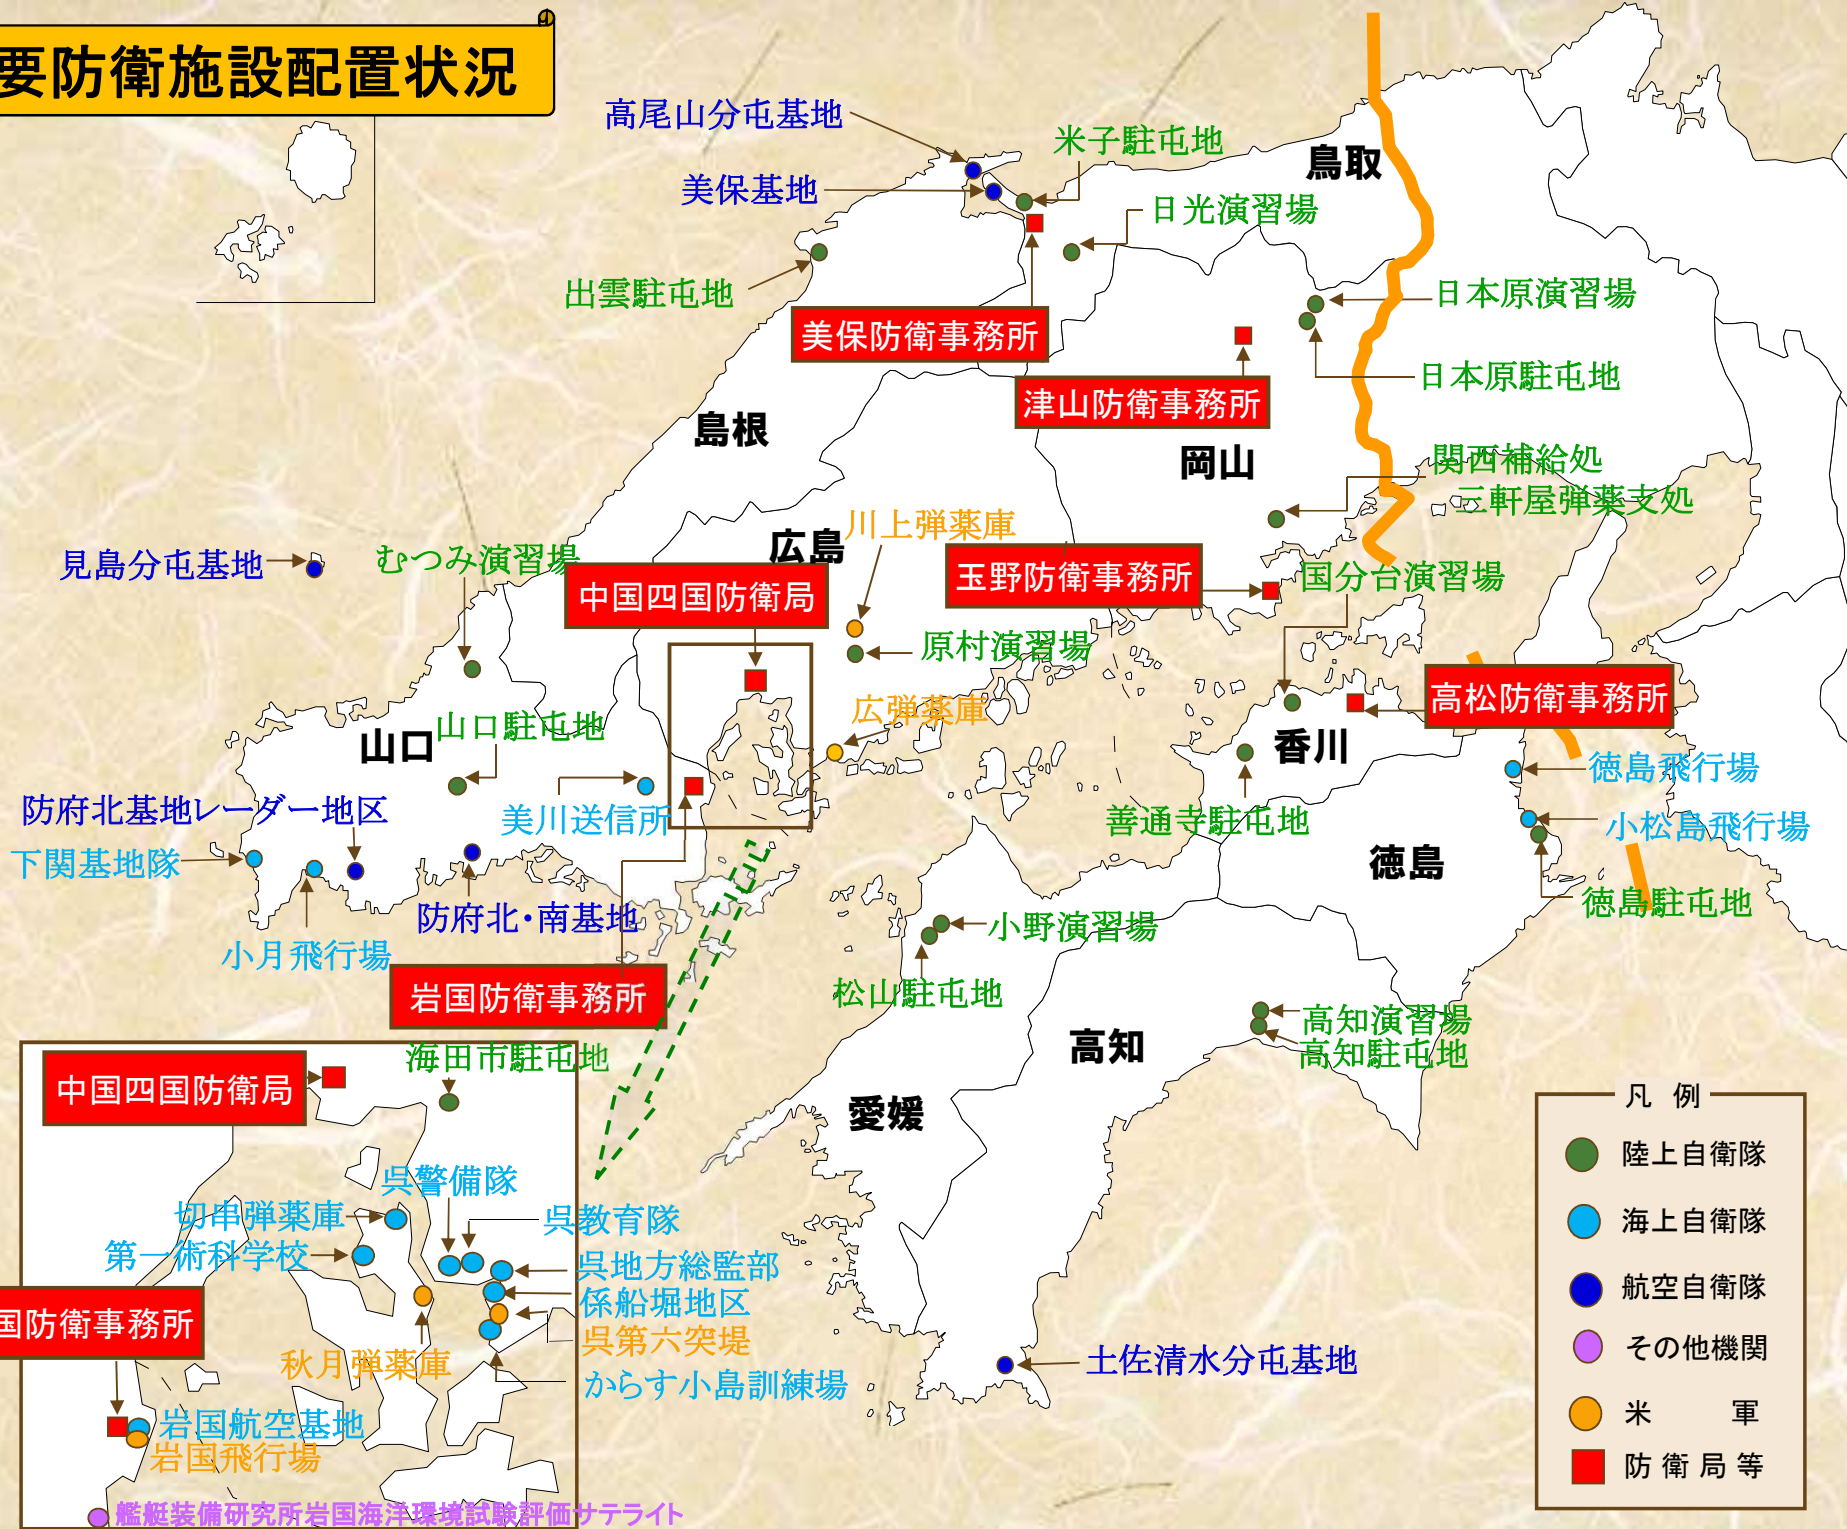 要防衛施設配置状況
高尾山分屯基地
米子駐屯地
鳥取
美保基地
日光演習場
出雲駐屯地
日本原演習場
美保防衛事務所
日本原駐屯地
津山防衛事務所
島根
岡山
関西補給処
三軒屋弾薬支処
川上弾薬庫
広島
見島分屯基地
むつみ演習場
玉野防衛事務所
国分台演習場
中国四国防衛局
原村演習場
高松防衛事務所
広弾薬庫
山口駐屯地
山口
香川
徳島飛行場
防府北基地レーダー地区
美川送信所
善通寺駐屯地
小松島飛行場
下関基地隊
徳島
防府北・南基地
徳島駐屯地
小月飛行場
小野演習場
岩国防衛事務所
松山駐屯地
高知演習場
高知駐屯地
高知
海田市駐屯地
中国四国防衛局
愛媛
呉警備隊
切串弾薬庫
呉教育隊
第一術科学校
呉地方総監部
係船堀地区
国防衛事務所
呉第六突堤
秋月弾薬庫
からす小島訓練場
土佐清水分屯基地
岩国航空基地
岩国飛行場
艦艇装備研究所岩国海洋環境試験評価サテライト
凡 例
陸上自衛隊
海上自衛隊
航空自衛隊
その他機関
米 軍
防衛局等